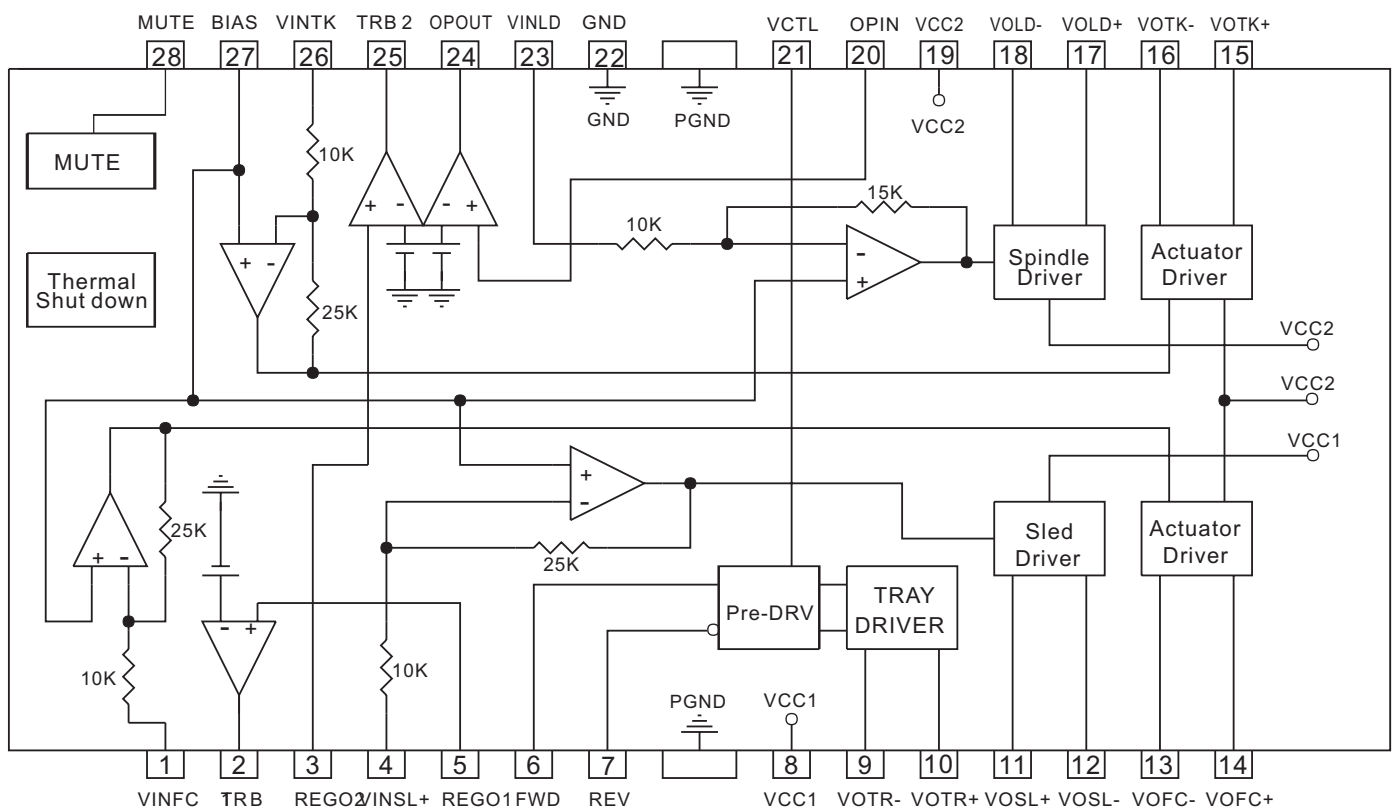 MUTE BIAS VINTK TRB 2 OPOUT VINLD GND VCTL OPIN VCC2 VOLD- VOLD+ VOTK- VOTK+
28 27 26 25 24 23 22 21 20 19 18 17 16 15
GND PGND VCC2
MUTE
10K
+ - - +
15K
10K
Thermal
Shut down
+ -
25K
-
+
Spindle
Driver
Actuator
Driver
VCC2
VCC2
VCC1
+
-
25K
25K
+ -
Sled
Driver
Actuator
Driver
- +
Pre-DRV
TRAY
DRIVER
10K
10K
PGND VCC1
1 2 3 4 5 6 7 8 9 10 11 12 13 14
VINFC TRB REGO2 VINSL+ REGO1 FWD REV VCC1 VOTR- VOTR+ VOSL+ VOSL- VOFC- VOFC+